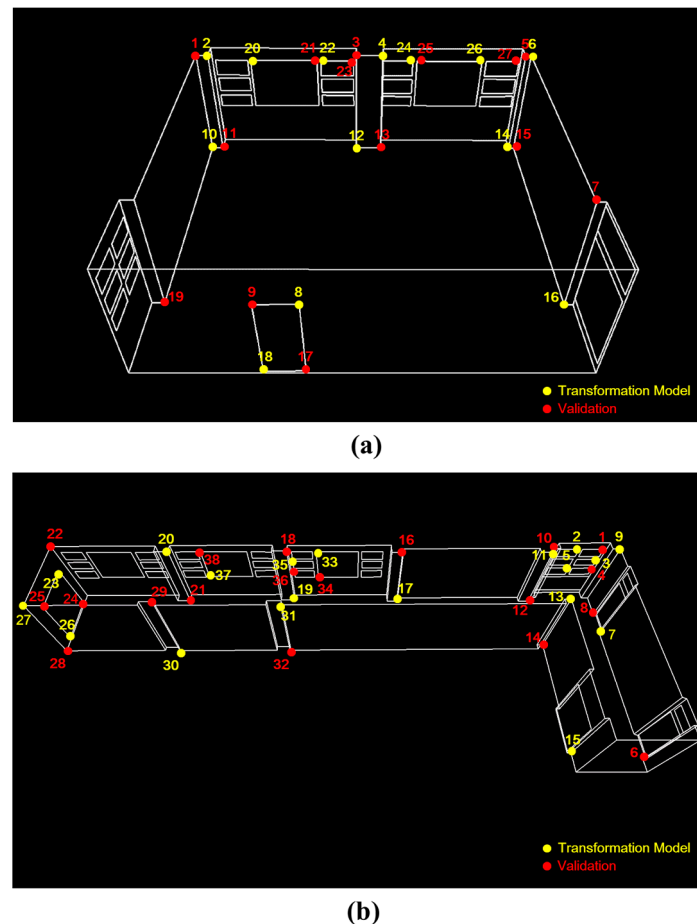 1 2 20 21 22 3 4 24 25 26 27 5 6
23
10 11 12 13 14 15
7
19 9 8 16
18 17
Transformation Model
Validation
(a)
22 20 38 18 33 16 10 2 1 9
11 5 3
4
35
36 34
37
23
27 25 24 29 21 19 17 12 13 8
31
7
26
28 30 32 14
15 6
Transformation Model
Validation
(b)